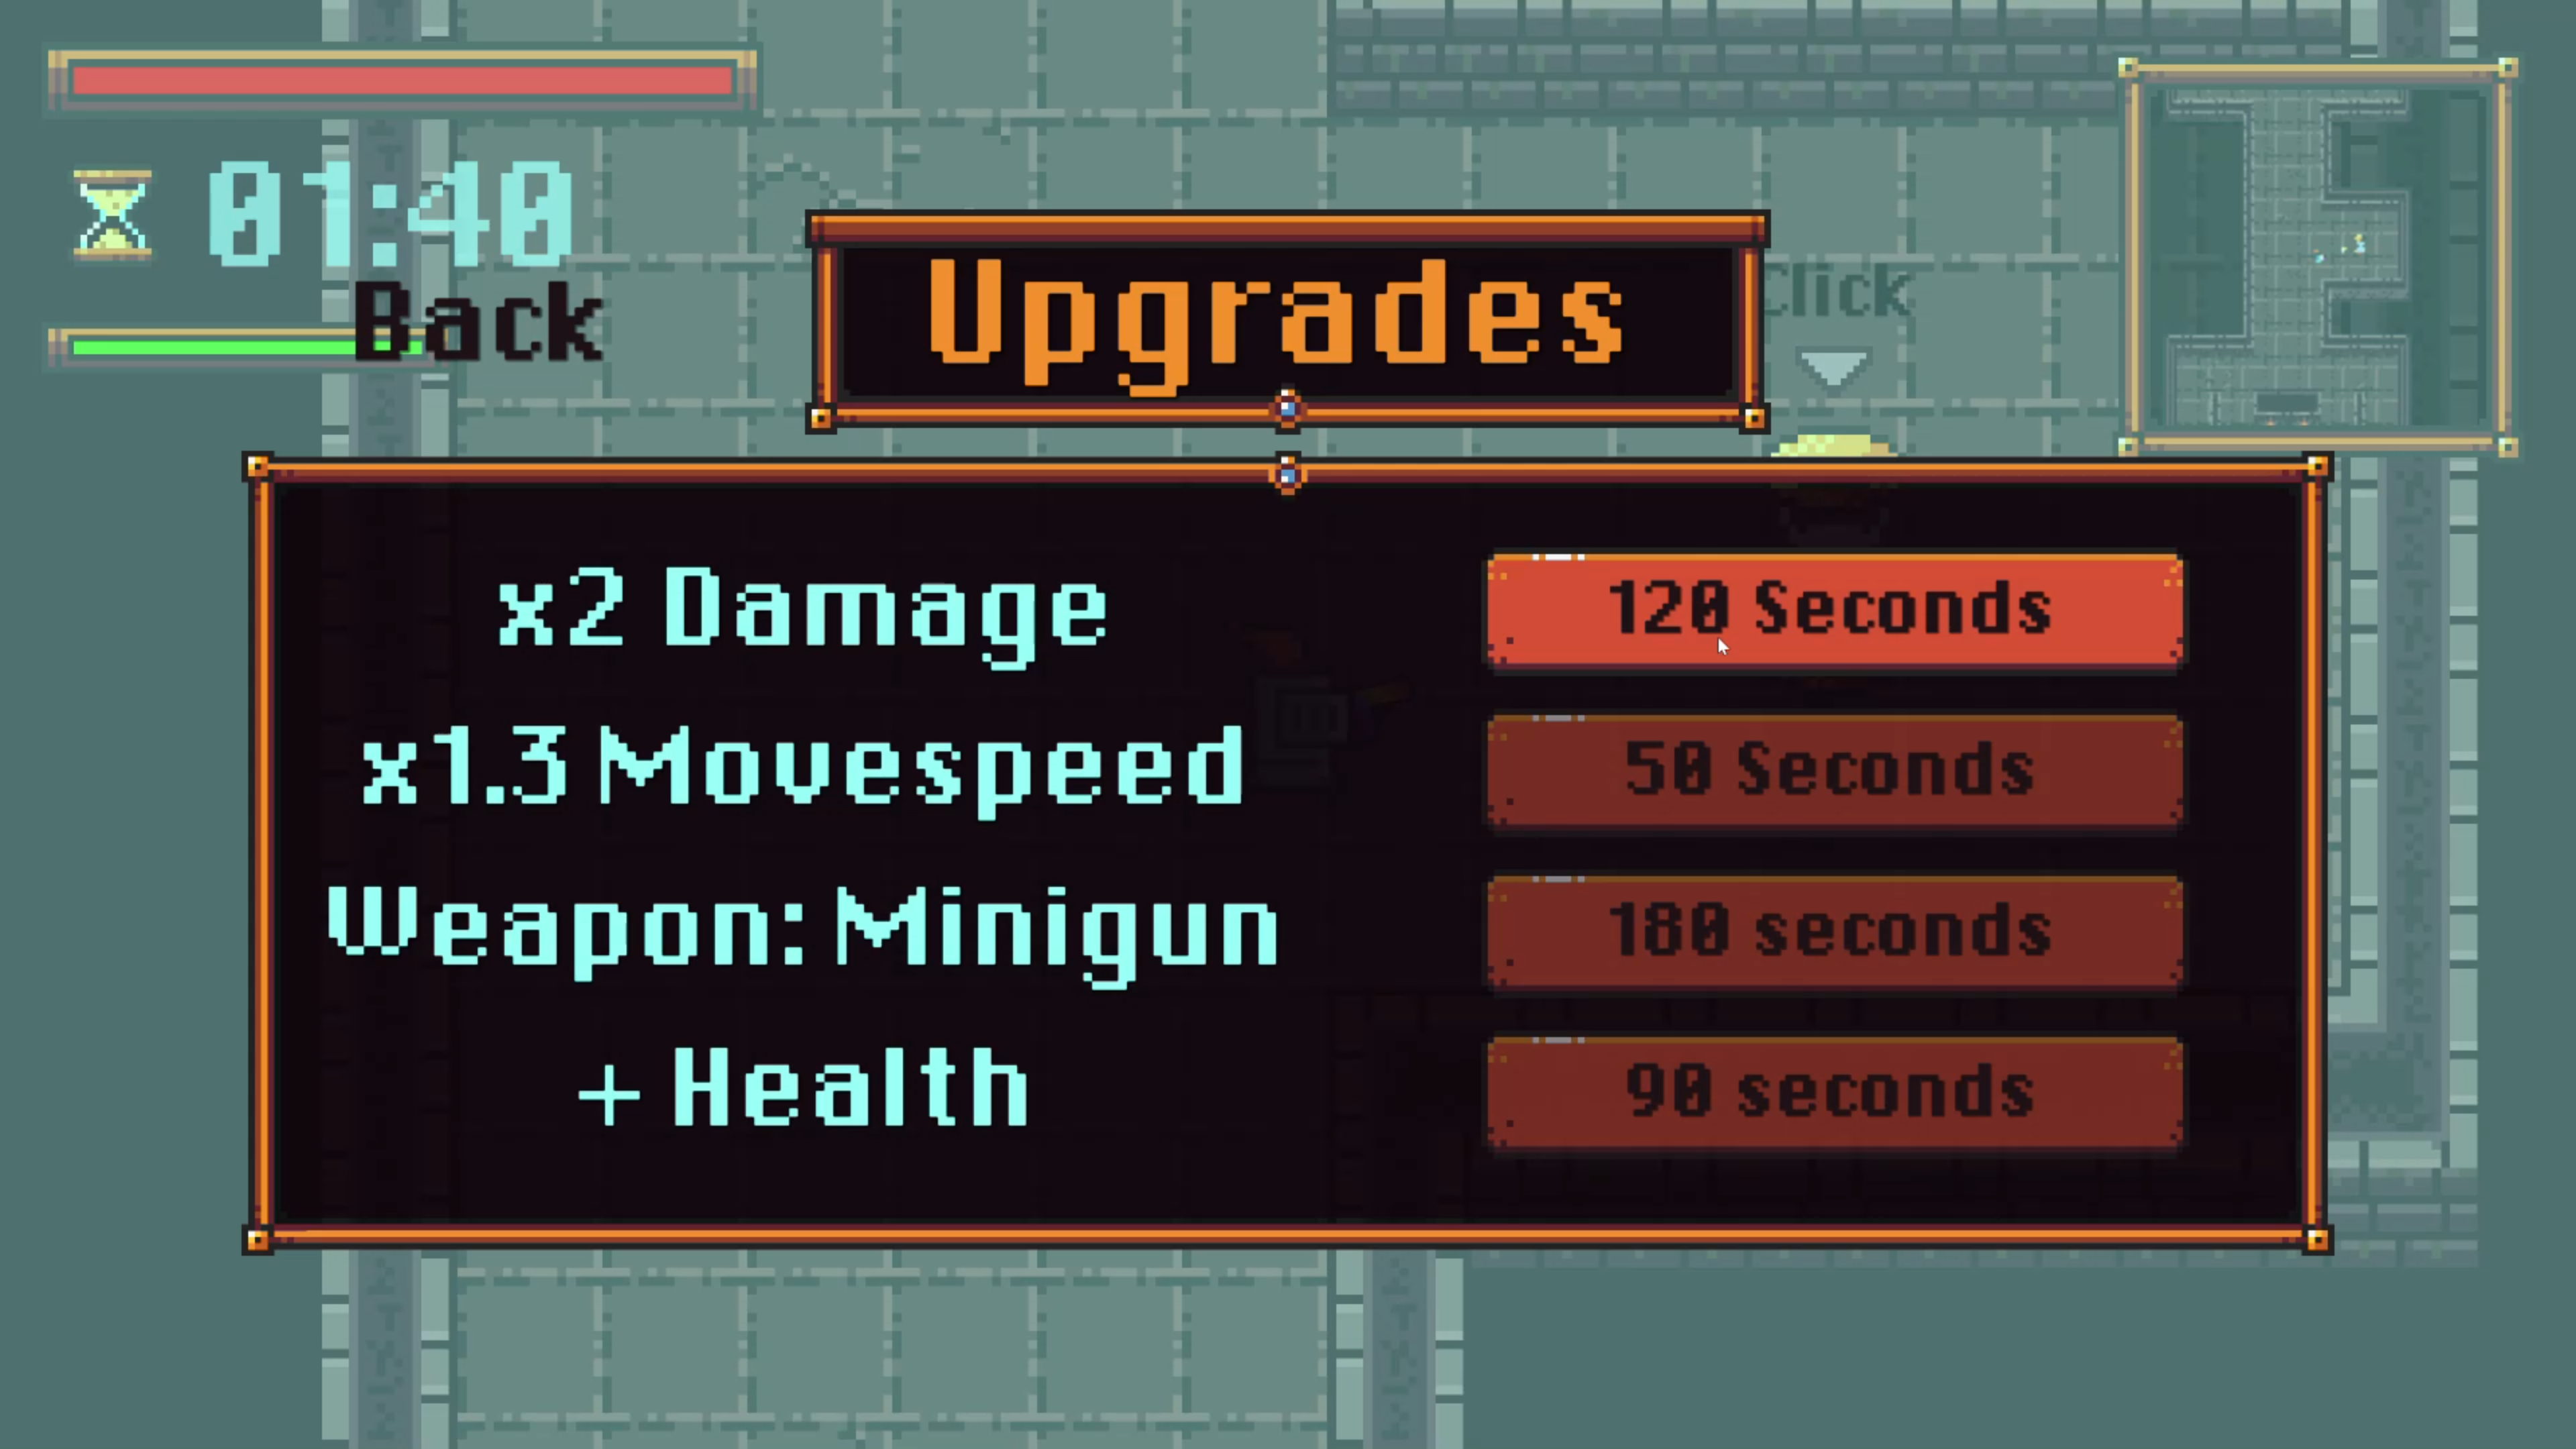 01:40
Back
Upgrades
Click
x2 Damage
120 Seconds
x1.3 Movespeed
50 Seconds
Weapon: Minigun
180 seconds
+ Health
90 seconds